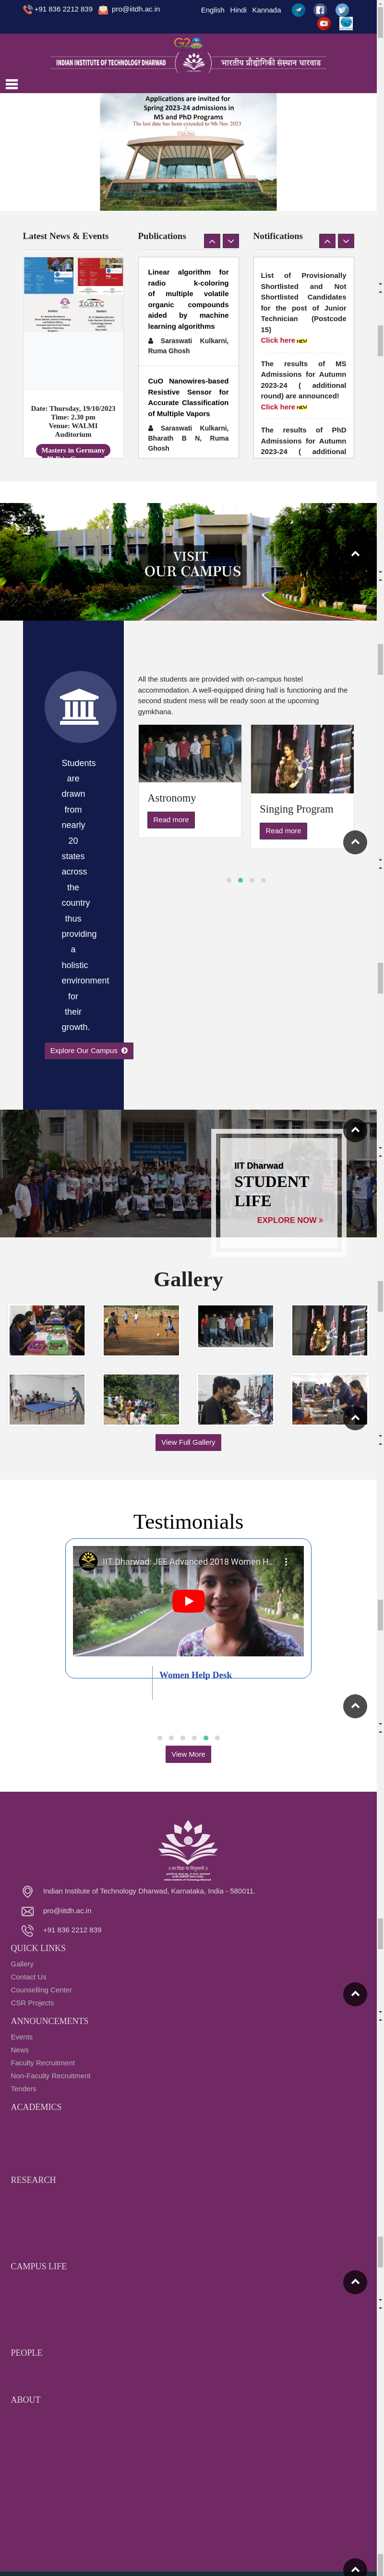 +91 836 2212 839 pro@iitdh.ac.in English Hindi Kannada
G20
INDIAN INSTITUTE OF TECHNOLOGY DHARWAD भारतीय प्रौद्योगिकी संस्थान धारवाड
Applications are invited for
Spring 2023-24 admissions in
MS and PhD Programs
The last date has been extended to 9th Nov 2023
Latest News & Events
Date: Thursday, 19/10/2023
Time: 2.30 pm
Venue: WALMI
Auditorium
Masters in Germany
Publications
Linear algorithm for
radio k-coloring
of multiple volatile
organic compounds
aided by machine
learning algorithms
Saraswati Kulkarni,
Ruma Ghosh
CuO Nanowires-based
Resistive Sensor for
Accurate Classification
of Multiple Vapors
Saraswati Kulkarni,
Bharath B N, Ruma
Ghosh
Notifications
List of Provisionally
Shortlisted and Not
Shortlisted Candidates
for the post of Junior
Technician (Postcode
15)
Click here NEW
The results of MS
Admissions for Autumn
2023-24 ( additional
round) are announced!
Click here NEW
The results of PhD
Admissions for Autumn
2023-24 ( additional
VISIT
OUR CAMPUS
Students
are
drawn
from
nearly
20
states
across
the
country
thus
providing
a
holistic
environment
for
their
growth.
Explore Our Campus
All the students are provided with on-campus hostel
accommodation. A well-equipped dining hall is functioning and the
second student mess will be ready soon at the upcoming
gymkhana.
Astronomy
Read more
Singing Program
Read more
IIT Dharwad
STUDENT
LIFE
EXPLORE NOW »
Gallery
View Full Gallery
Testimonials
IIT Dharwad: JEE Advanced 2018 Women H...
Women Help Desk
View More
Indian Institute of Technology Dharwad, Karnataka, India - 580011.
pro@iitdh.ac.in
+91 836 2212 839
QUICK LINKS
Gallery
Contact Us
Counselling Center
CSR Projects
ANNOUNCEMENTS
Events
News
Faculty Recruitment
Non-Faculty Recruitment
Tenders
ACADEMICS
RESEARCH
CAMPUS LIFE
PEOPLE
ABOUT